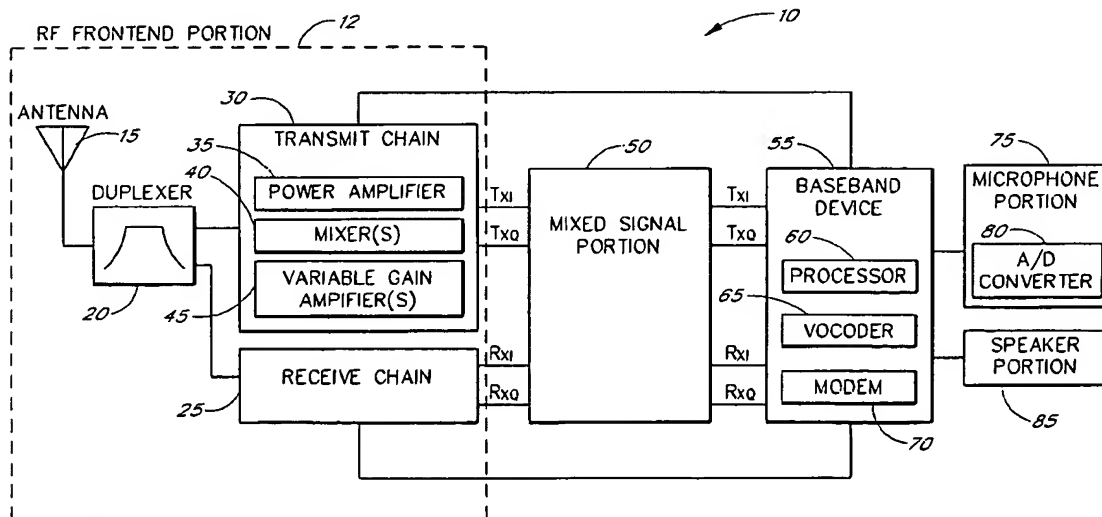 RF FRONTEND PORTION
12
10
ANTENNA
15
DUPLEXER
20
30
TRANSMIT CHAIN
35
POWER AMPLIFIER
40
MIXER(S)
45
VARIABLE GAIN
AMPIFIER(S)
25
RECEIVE CHAIN
TXI
TXQ
RXI
RXQ
50
MIXED SIGNAL
PORTION
TXI
TXQ
RXI
RXQ
55
BASEBAND
DEVICE
60
PROCESSOR
65
VOCODER
MODEM
70
75
MICROPHONE
PORTION
80
A/D
CONVERTER
SPEAKER
PORTION
85